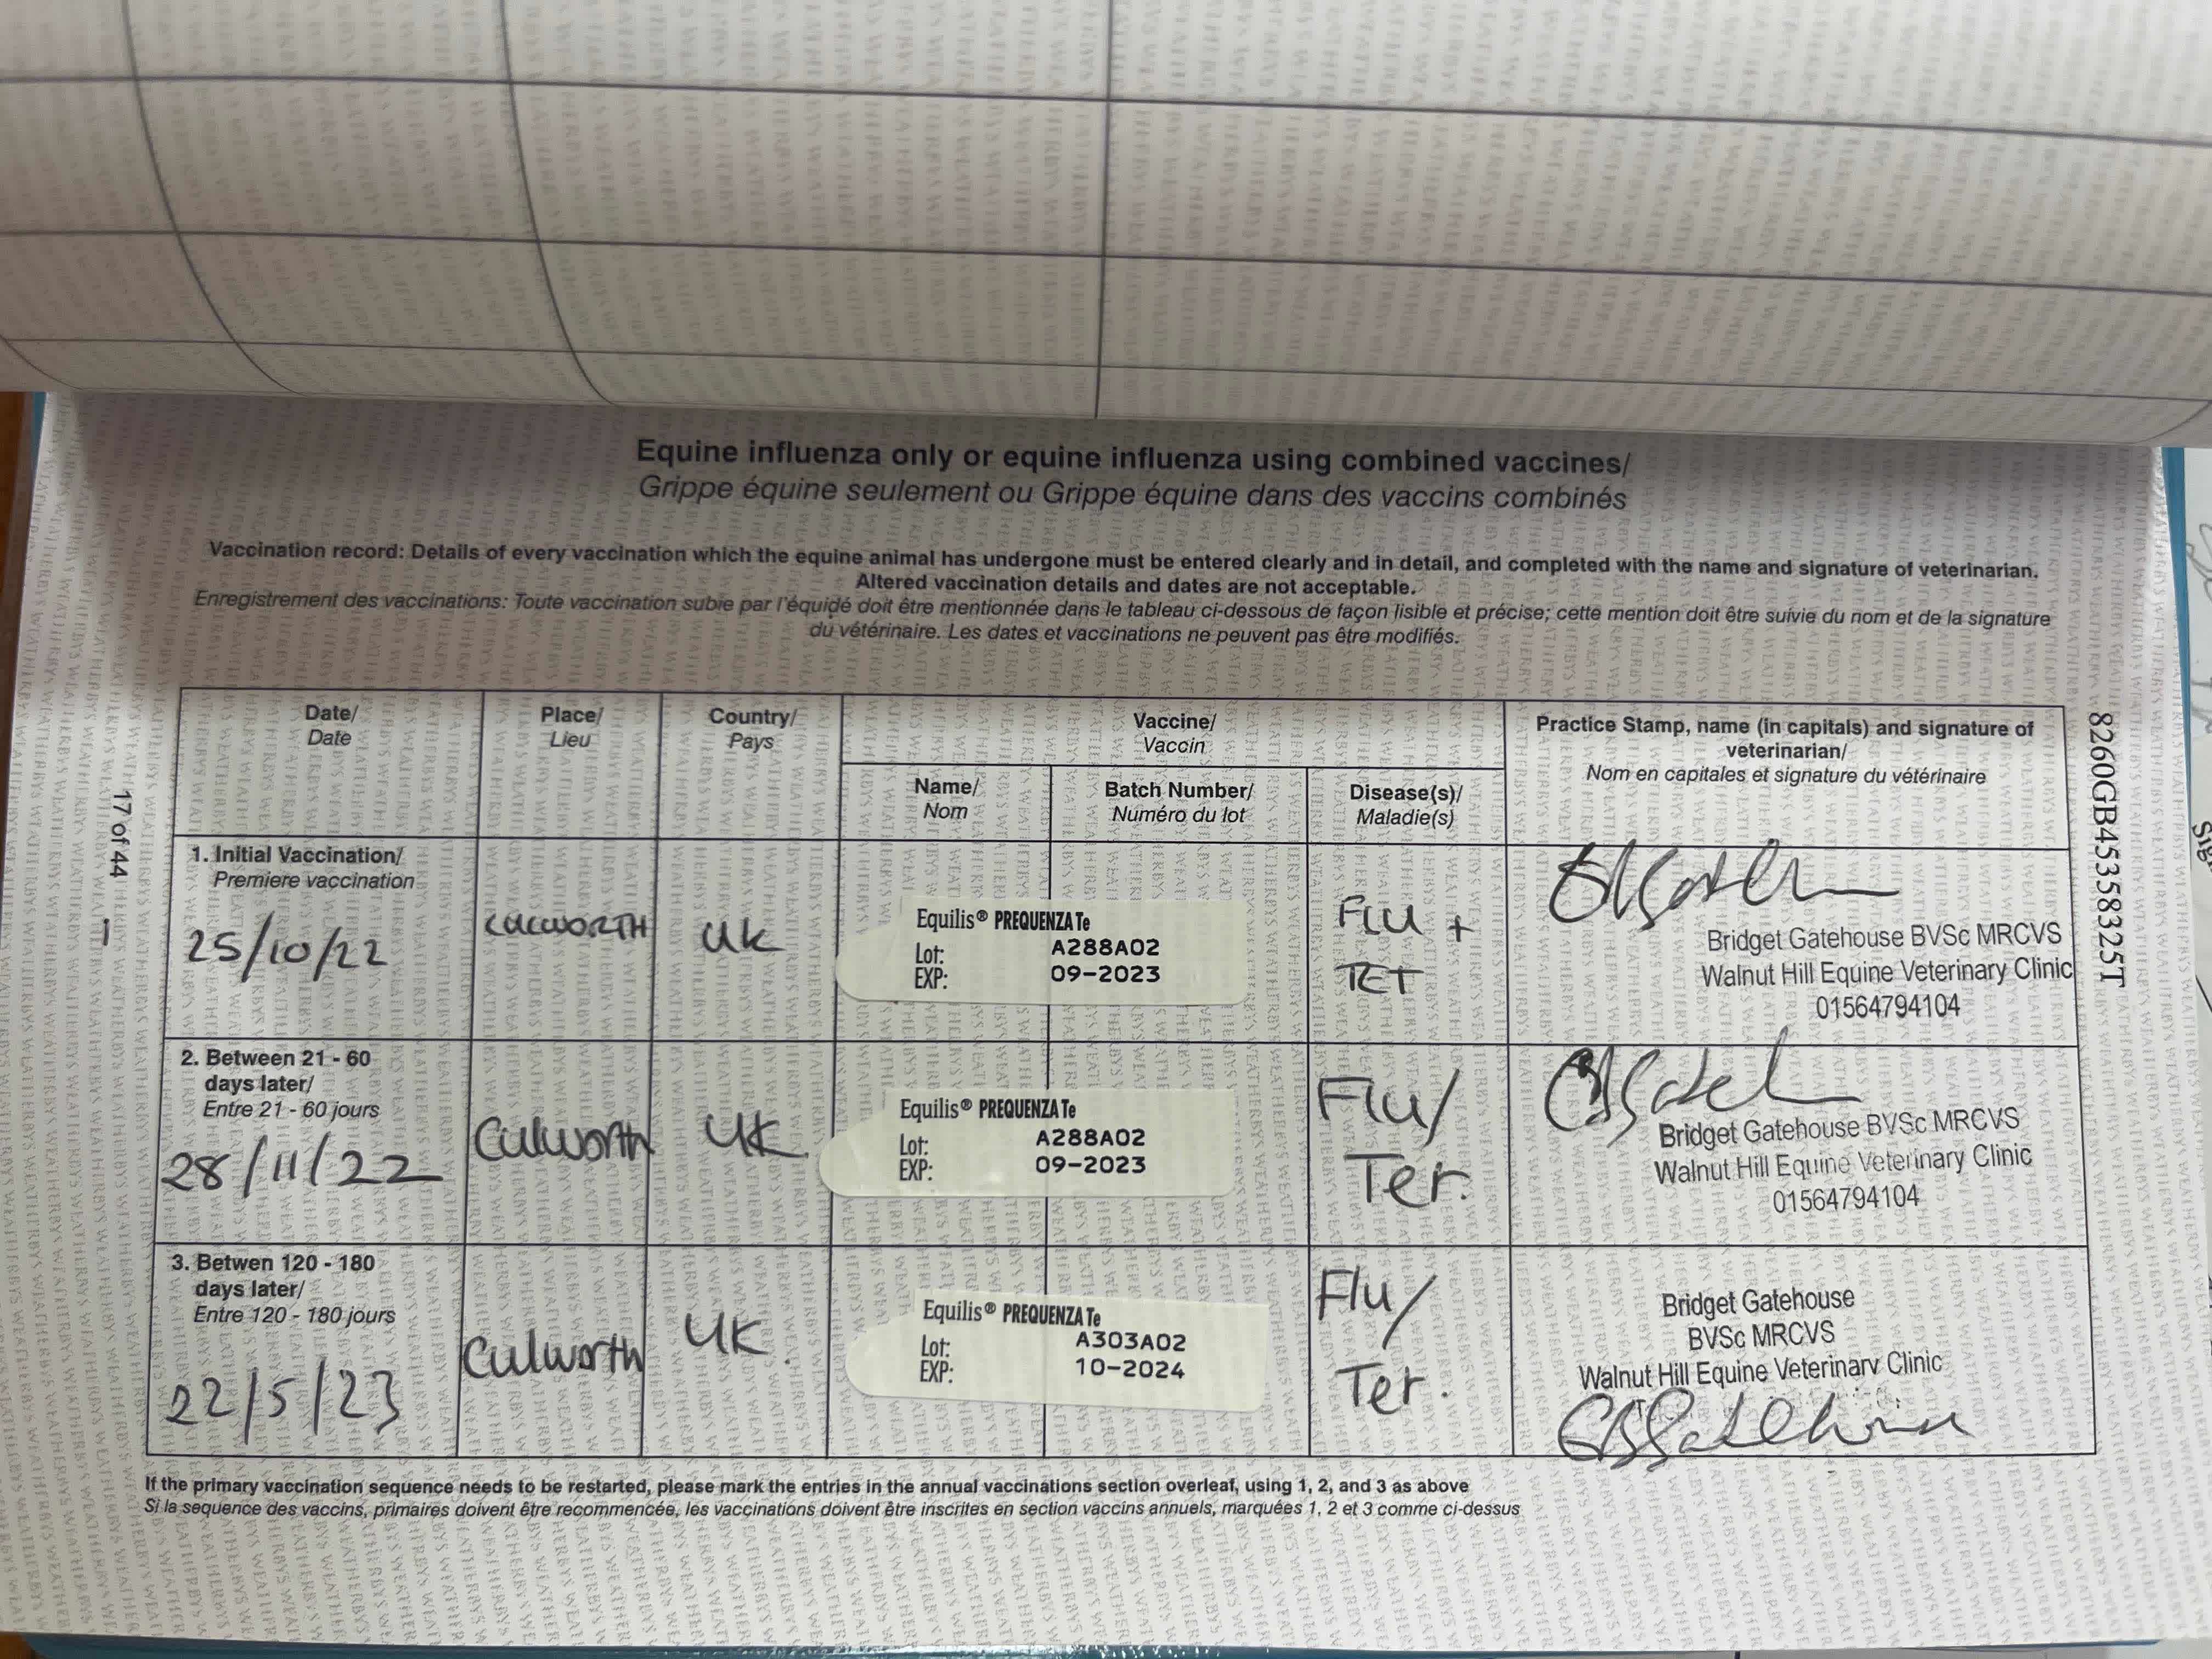 Equine influenza only or equine influenza using combined vaccines/
Grippe équine seulement ou Grippe équine dans des vaccins combinés
Vaccination record: Details of every vaccination which the equine animal has undergone must be entered clearly and in detail, and completed with the name and signature of veterinarian.
Altered vaccination details and dates are not acceptable.
Enregistrement des vaccinations: Toute vaccination subie par l'équidé doit être mentionnée dans le tableau ci-dessous de façon lisible et précise; cette mention doit être suivie du nom et de la signature
du vétérinaire. Les dates et vaccinations ne peuvent pas être modifiés.
Date/
Date
Place/
Lieu
Country/
Pays
Vaccine/
Vaccin
Name/
Nom
Batch Number/
Numéro du lot
Disease(s)/
Maladie(s)
Practice Stamp, name (in capitals) and signature of
veterinarian/
Nom en capitales et signature du vétérinaire
1. Initial Vaccination/
Premiere vaccination
25/10/22
CULWORTH
UK
Equilis® PREQUENZA Te
Lot: A288A02
EXP: 09-2023
FLU +
TET
Bridget Gatehouse BVSc MRCVS
Walnut Hill Equine Veterinary Clinic
01564794104
2. Between 21 - 60
days later/
Entre 21 - 60 jours
28/11/22
Culworth
UK.
Equilis® PREQUENZA Te
Lot: A288A02
EXP: 09-2023
Flu/
Ter.
Bridget Gatehouse BVSc MRCVS
Walnut Hill Equine Veterinary Clinic
01564794104
3. Betwen 120 - 180
days later/
Entre 120 - 180 jours
22/5/23
Culworth
UK.
Equilis® PREQUENZA Te
Lot: A303A02
EXP: 10-2024
Flu/
Ter.
Bridget Gatehouse
BVSc MRCVS
Walnut Hill Equine Veterinary Clinic
If the primary vaccination sequence needs to be restarted, please mark the entries in the annual vaccinations section overleaf, using 1, 2, and 3 as above
Si la sequence des vaccins, primaires doivent être recommencée, les vaccinations doivent être inscrites en section vaccins annuels, marquées 1, 2 et 3 comme ci-dessus
17 of 44
8260GB45358325T